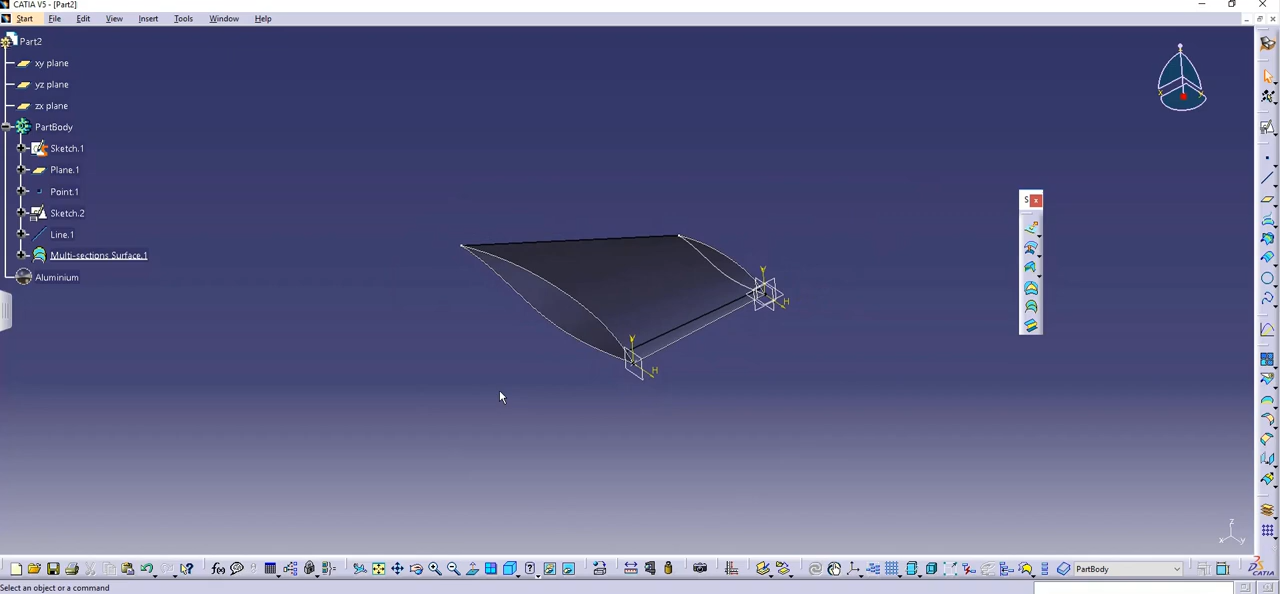 CATIA V5 - [Part2]
Start File Edit View Insert Tools Window Help
Part2
xy plane
yz plane
zx plane
PartBody
Sketch.1
Plane.1
Point.1
Sketch.2
Line.1
Multi-sections Surface.1
Aluminium
S
Y
H
Y
H
z
x y
f(x)
PartBody
CATIA
Select an object or a command